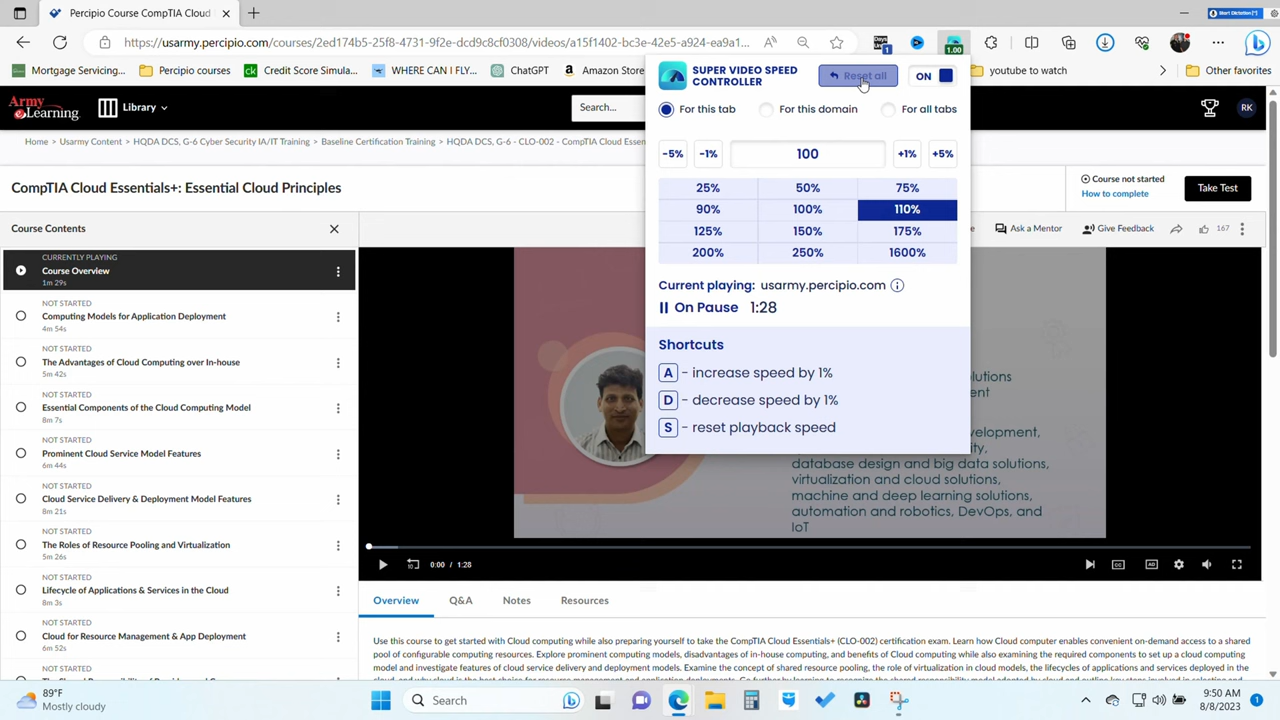 Percipio Course CompTIA Cloud
Start Dictation
https://usarmy.percipio.com/courses/2ed174b5-25f8-4731-9f2e-dcd9c8cf0308/videos/a15f1402-bc3e-42e5-a924-ea9a1...
1
1.00
Mortgage Servicing...
Percipio courses
Credit Score Simula...
WHERE CAN I FLY...
ChatGPT
Amazon Store
youtube to watch
Other favorites
Army
eLearning
Library
Search...
RK
SUPER VIDEO SPEED
CONTROLLER
Reset all
ON
For this tab
For this domain
For all tabs
-5%
-1%
100
+1%
+5%
25%
50%
75%
90%
100%
110%
125%
150%
175%
200%
250%
1600%
Current playing: usarmy.percipio.com
On Pause 1:28
Shortcuts
A - increase speed by 1%
D - decrease speed by 1%
S - reset playback speed
Home > Usarmy Content > HQDA DCS, G-6 Cyber Security IA/IT Training > Baseline Certification Training > HQDA DCS, G-6 - CLO-002 - CompTIA Cloud Essen
CompTIA Cloud Essentials+: Essential Cloud Principles
Course not started
How to complete
Take Test
Course Contents
Ask a Mentor
Give Feedback
167
CURRENTLY PLAYING
Course Overview
1m 29s
NOT STARTED
Computing Models for Application Deployment
4m 54s
NOT STARTED
The Advantages of Cloud Computing over In-house
5m 42s
NOT STARTED
Essential Components of the Cloud Computing Model
8m 7s
NOT STARTED
Prominent Cloud Service Model Features
6m 44s
NOT STARTED
Cloud Service Delivery & Deployment Model Features
8m 21s
NOT STARTED
The Roles of Resource Pooling and Virtualization
5m 26s
NOT STARTED
Lifecycle of Applications & Services in the Cloud
8m 3s
NOT STARTED
Cloud for Resource Management & App Deployment
6m 52s
NOT STARTED
olutions
ent
velopment,
ity,
database design and big data solutions,
virtualization and cloud solutions,
machine and deep learning solutions,
automation and robotics, DevOps, and
IoT
10
0:00 / 1:28
CC
AD
Overview
Q&A
Notes
Resources
Use this course to get started with Cloud computing while also preparing yourself to take the CompTIA Cloud Essentials+ (CLO-002) certification exam. Learn how Cloud computer enables convenient on-demand access to a shared
pool of configurable computing resources. Explore prominent computing models, disadvantages of in-house computing, and benefits of Cloud computing while also examining the required components to set up a cloud computing
model and investigate features of cloud service delivery and deployment models. Examine the concept of shared resource pooling, the role of virtualization in cloud models, the lifecycles of applications and services deployed in the
89°F
Mostly cloudy
Search
9:50 AM
8/8/2023
1